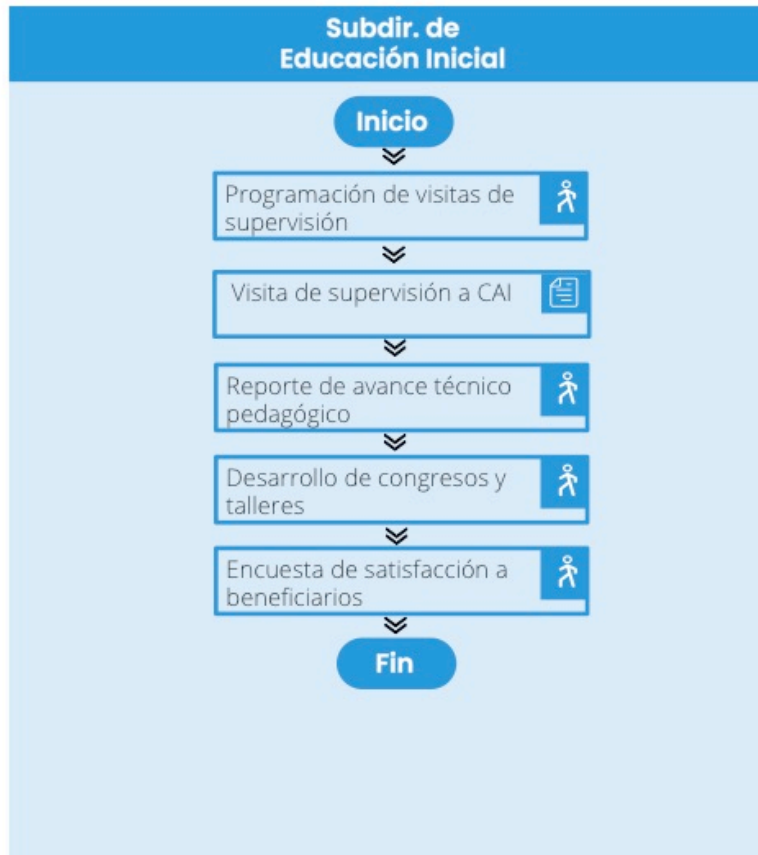 Subdir. de
Educación Inicial
Inicio
Programación de visitas de
supervisión
Visita de supervisión a CAI
Reporte de avance técnico
pedagógico
Desarrollo de congresos y
talleres
Encuesta de satisfacción a
beneficiarios
Fin